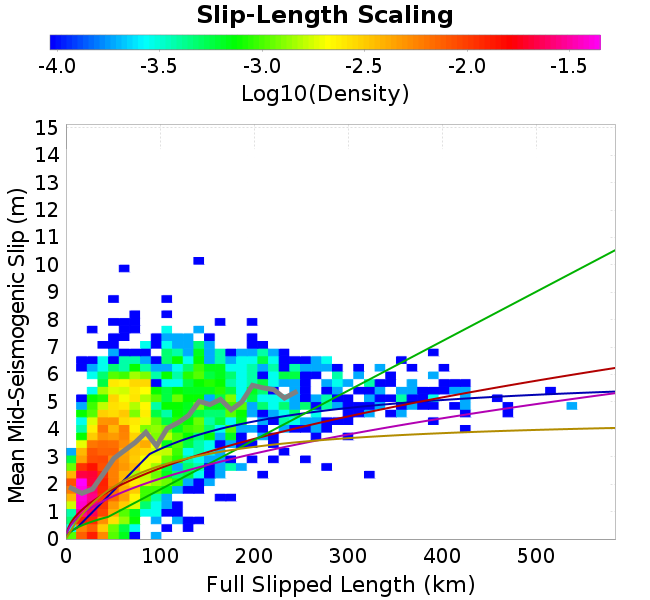 Slip-Length Scaling
-4.0 -3.5 -3.0 -2.5 -2.0 -1.5
Log10(Density)
15
14
13
12
11
10
9
8
7
6
5
4
3
2
1
0
Mean Mid-Seismogenic Slip (m)
0 100 200 300 400 500
Full Slipped Length (km)